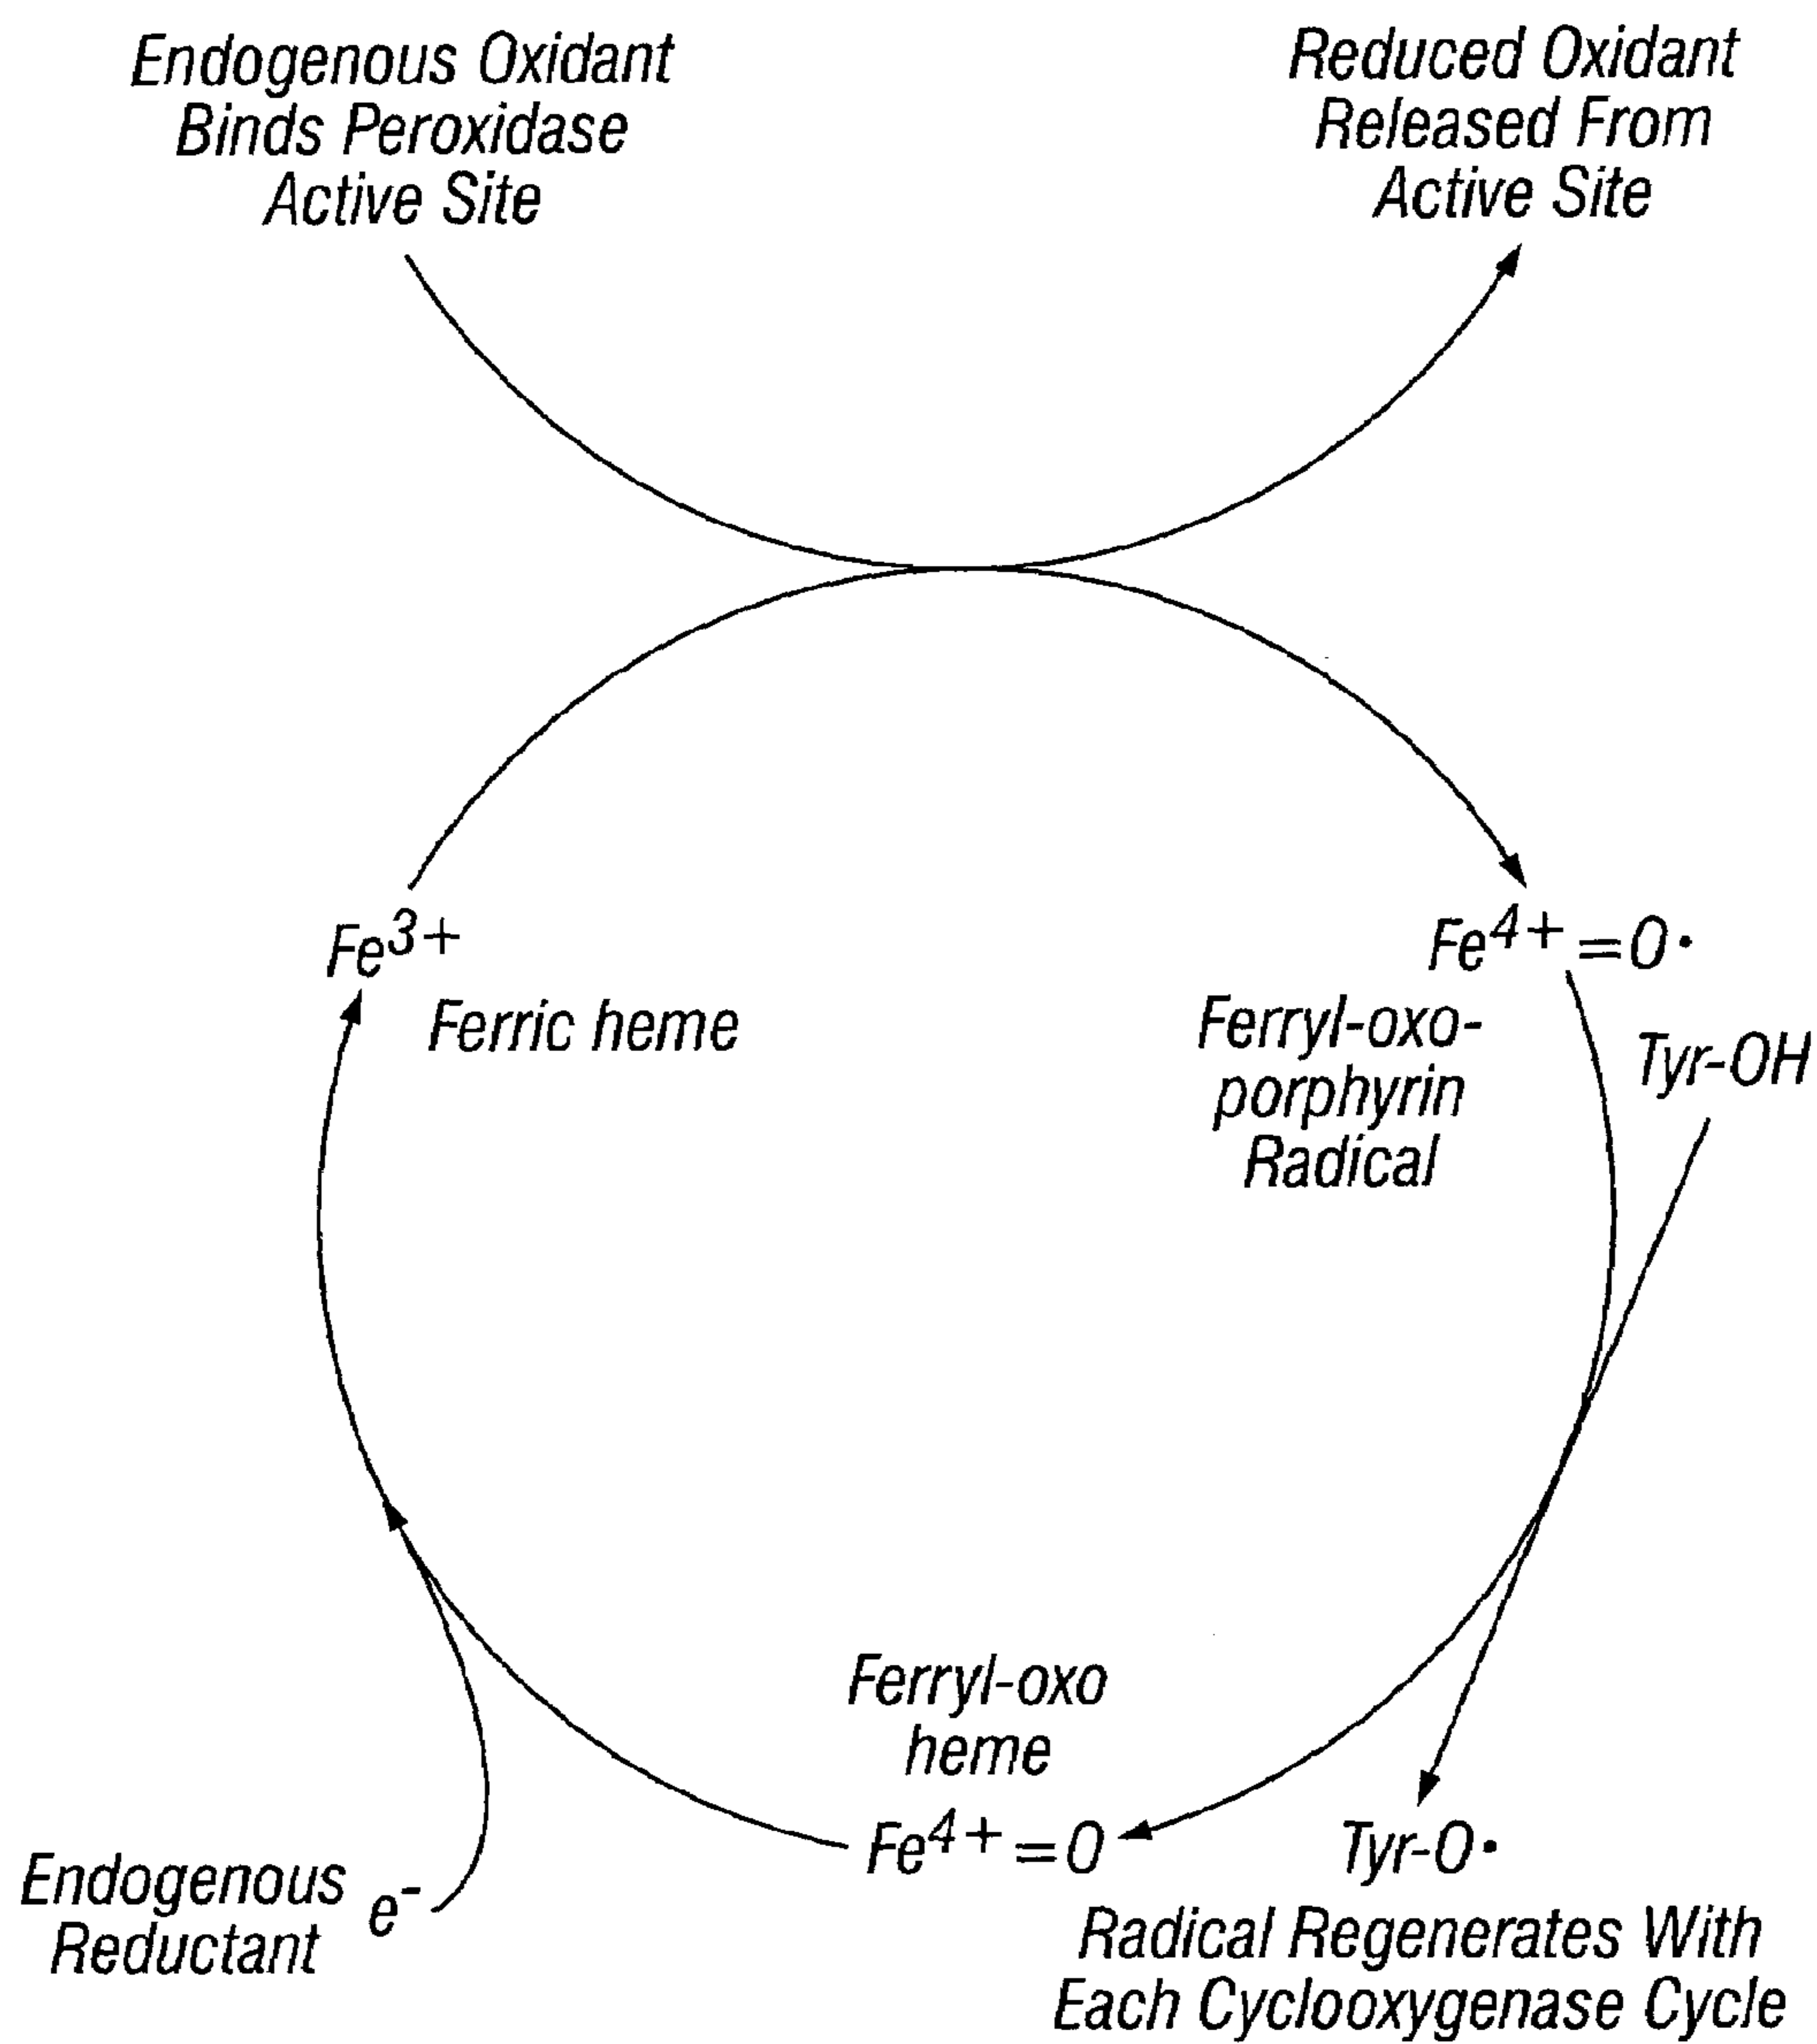 Endogenous Oxidant
Binds Peroxidase
Active Site
Reduced Oxidant
Released From
Active Site
Fe3+
Ferric heme
Fe4+ =O•
Ferryl-oxo-
porphyrin
Radical
Tyr-OH
Ferryl-oxo
heme
Fe4+ =O
Tyr-O•
Radical Regenerates With
Each Cyclooxygenase Cycle
Endogenous
Reductant
e-